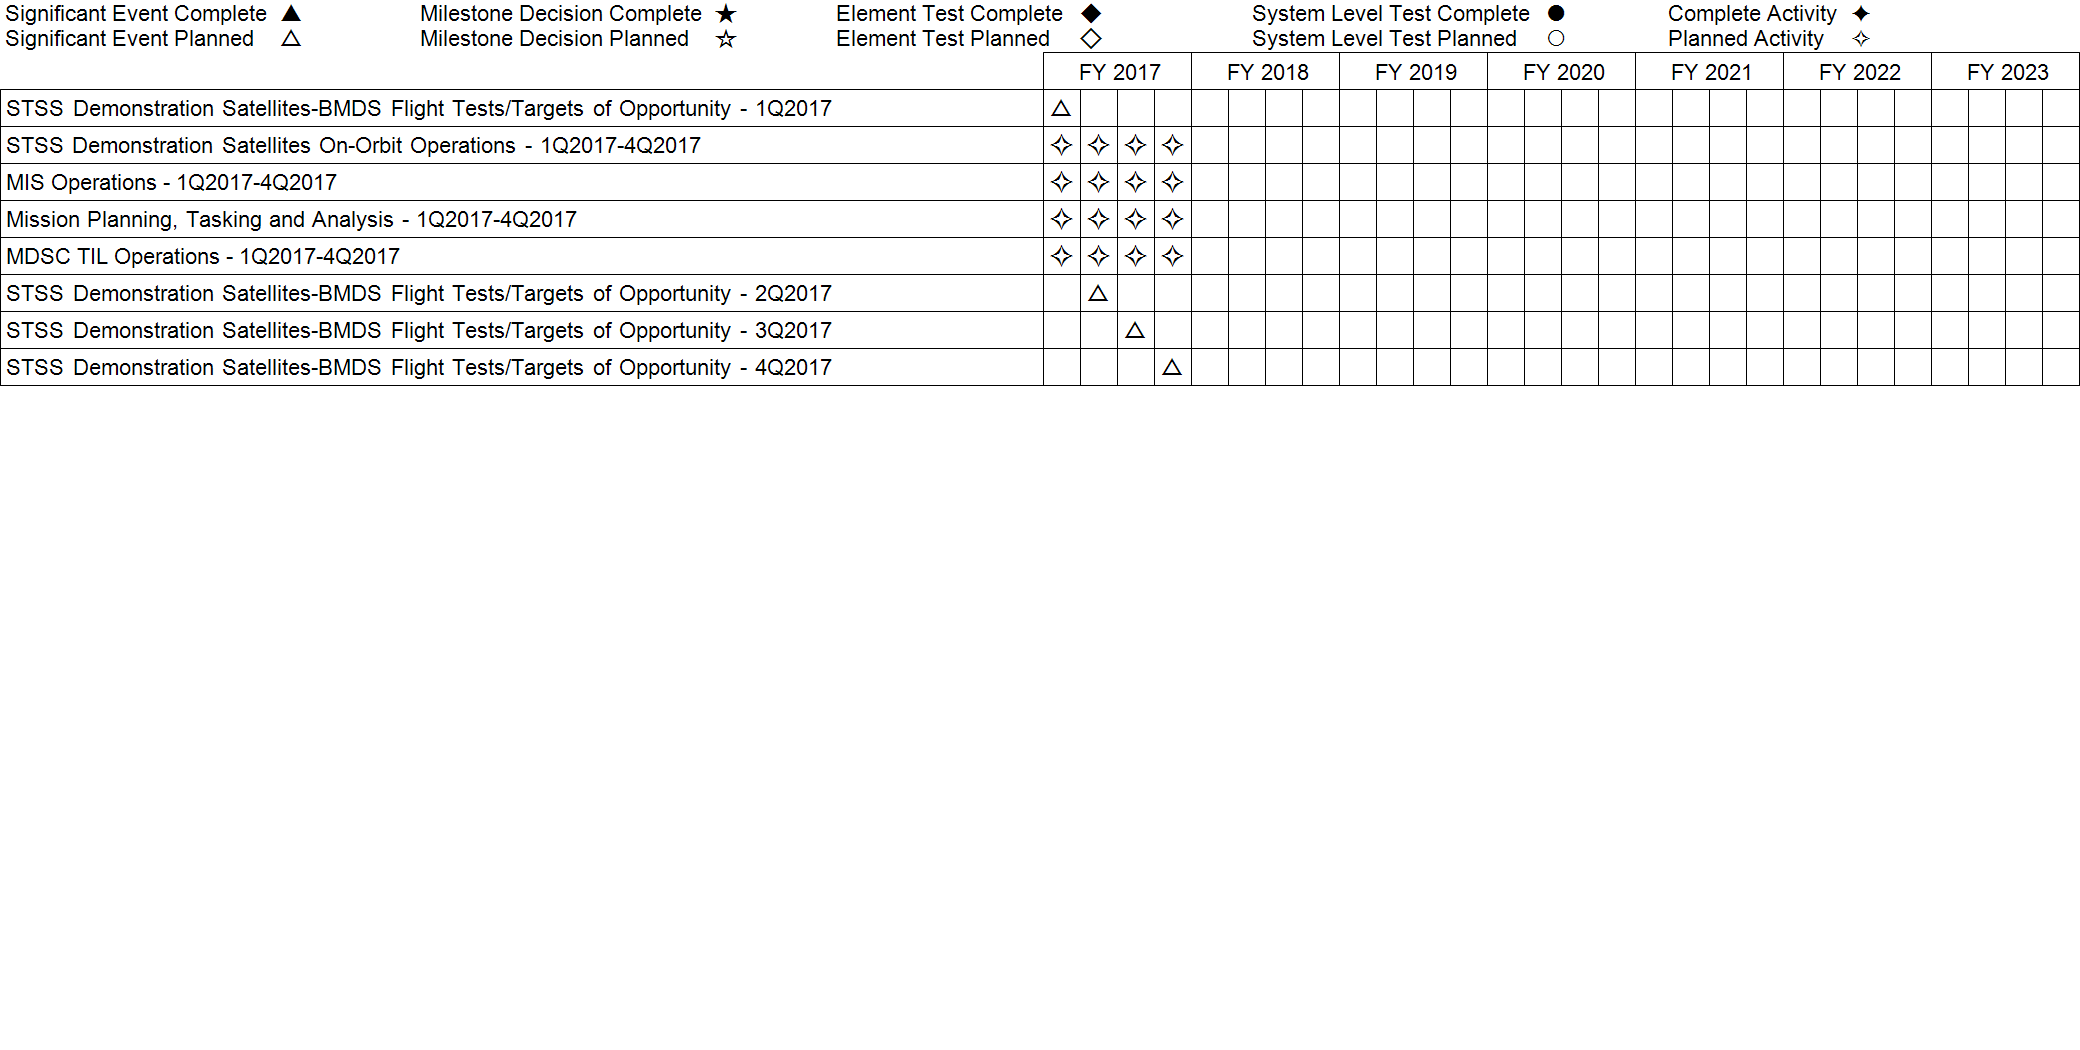 Significant Event Complete ▲ Milestone Decision Complete ★ Element Test Complete ◆ System Level Test Complete ● Complete Activity ✦
Significant Event Planned △ Milestone Decision Planned ☆ Element Test Planned ◇ System Level Test Planned ○ Planned Activity ✧
FY 2017 FY 2018 FY 2019 FY 2020 FY 2021 FY 2022 FY 2023
STSS Demonstration Satellites-BMDS Flight Tests/Targets of Opportunity - 1Q2017 △
STSS Demonstration Satellites On-Orbit Operations - 1Q2017-4Q2017 ✧ ✧ ✧ ✧
MIS Operations - 1Q2017-4Q2017 ✧ ✧ ✧ ✧
Mission Planning, Tasking and Analysis - 1Q2017-4Q2017 ✧ ✧ ✧ ✧
MDSC TIL Operations - 1Q2017-4Q2017 ✧ ✧ ✧ ✧
STSS Demonstration Satellites-BMDS Flight Tests/Targets of Opportunity - 2Q2017 △
STSS Demonstration Satellites-BMDS Flight Tests/Targets of Opportunity - 3Q2017 △
STSS Demonstration Satellites-BMDS Flight Tests/Targets of Opportunity - 4Q2017 △